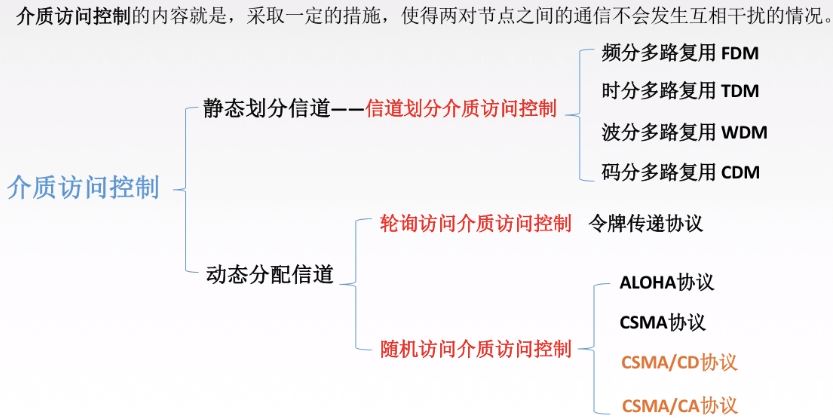 介质访问控制的内容就是，采取一定的措施，使得两对节点之间的通信不会发生互相干扰的情况。
频分多路复用 FDM
静态划分信道——信道划分介质访问控制
时分多路复用 TDM
波分多路复用 WDM
码分多路复用 CDM
介质访问控制
轮询访问介质访问控制 令牌传递协议
动态分配信道
ALOHA协议
CSMA协议
随机访问介质访问控制
CSMA/CD协议
CSMA/CA协议